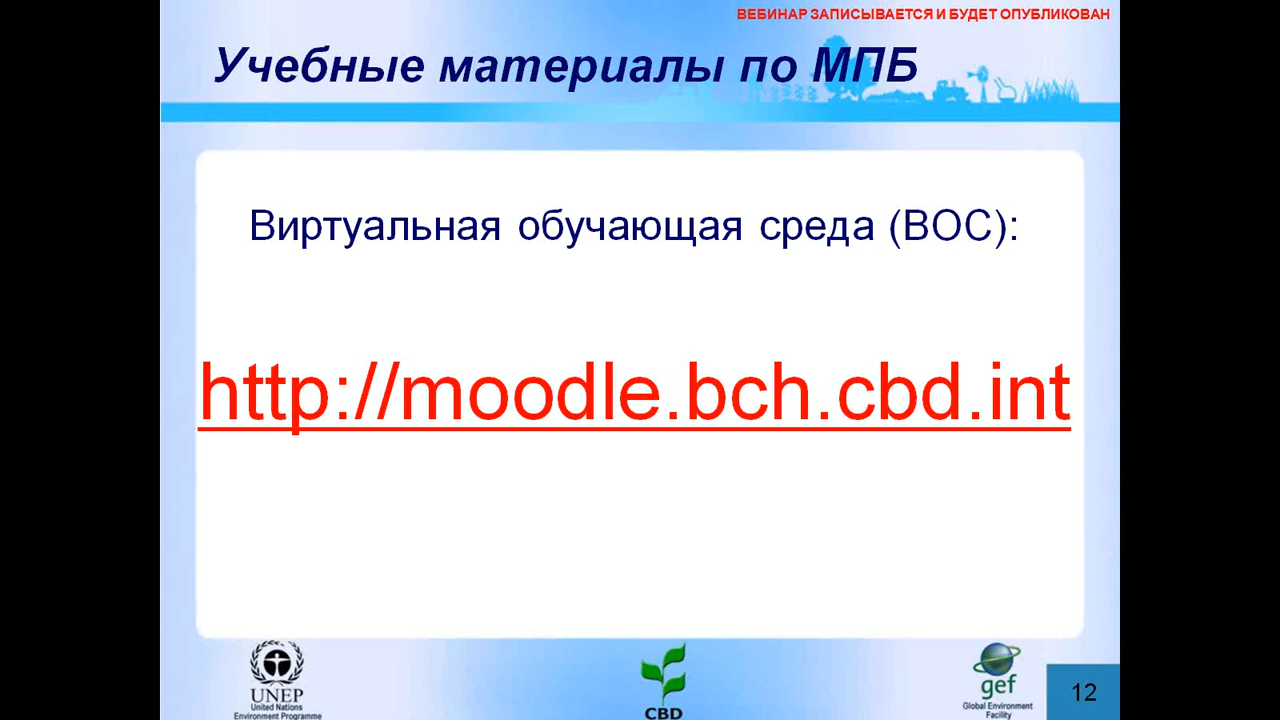 ВЕБИНАР ЗАПИСЫВАЕТСЯ И БУДЕТ ОПУБЛИКОВАН
Учебные материалы по МПБ
Виртуальная обучающая среда (ВОС):
http://moodle.bch.cbd.int
UNEP
United Nations
Environment Programme
CBD
gef
Global Environment
Facility
12